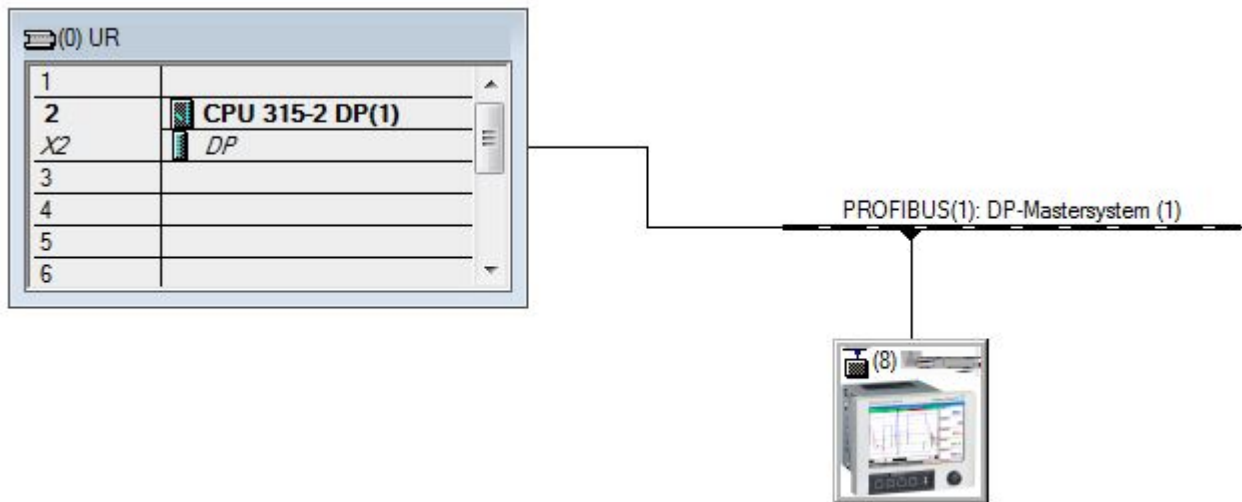 (0) UR
1
2 CPU 315-2 DP(1)
X2 DP
3
4
5
6
PROFIBUS(1): DP-Mastersystem (1)
(8)